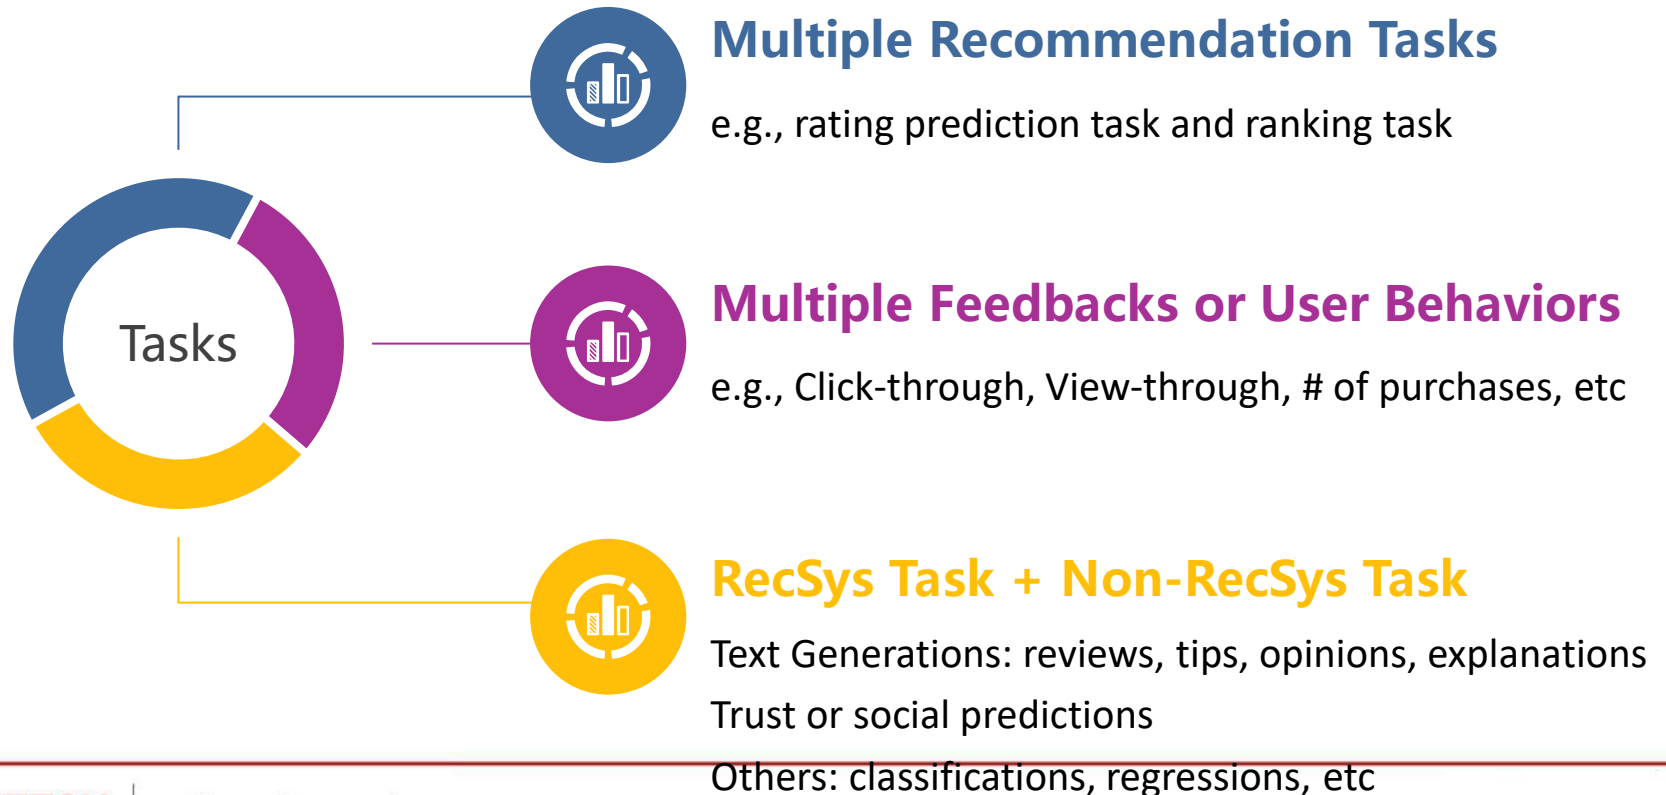 Multiple Recommendation Tasks
e.g., rating prediction task and ranking task
Tasks
Multiple Feedbacks or User Behaviors
e.g., Click-through, View-through, # of purchases, etc
RecSys Task + Non-RecSys Task
Text Generations: reviews, tips, opinions, explanations
Trust or social predictions
Others: classifications, regressions, etc